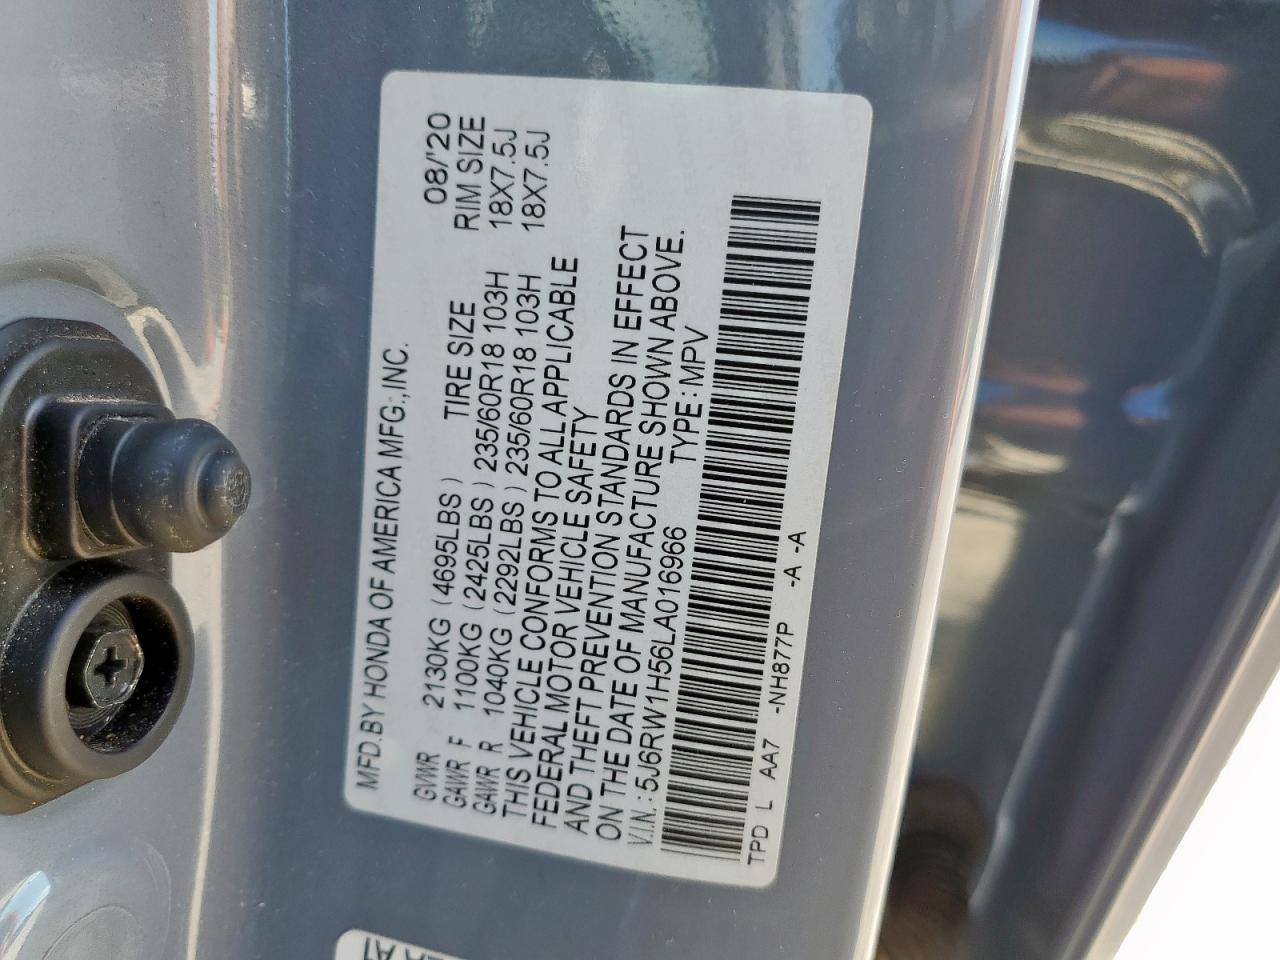 MFD.BY HONDA OF AMERICA MFG.,INC. 08/'20
GVWR 2130KG (4695LBS) TIRE SIZE RIM SIZE
GAWR F 1100KG (2425LBS) 235/60R18 103H 18X7.5J
GAWR R 1040KG (2292LBS) 235/60R18 103H 18X7.5J
THIS VEHICLE CONFORMS TO ALL APPLICABLE
FEDERAL MOTOR VEHICLE SAFETY
AND THEFT PREVENTION STANDARDS IN EFFECT
ON THE DATE OF MANUFACTURE SHOWN ABOVE.
V.I.N.: 5J6RW1H56LA016966 TYPE:MPV
TPD L AA7 -NH877P -A -A